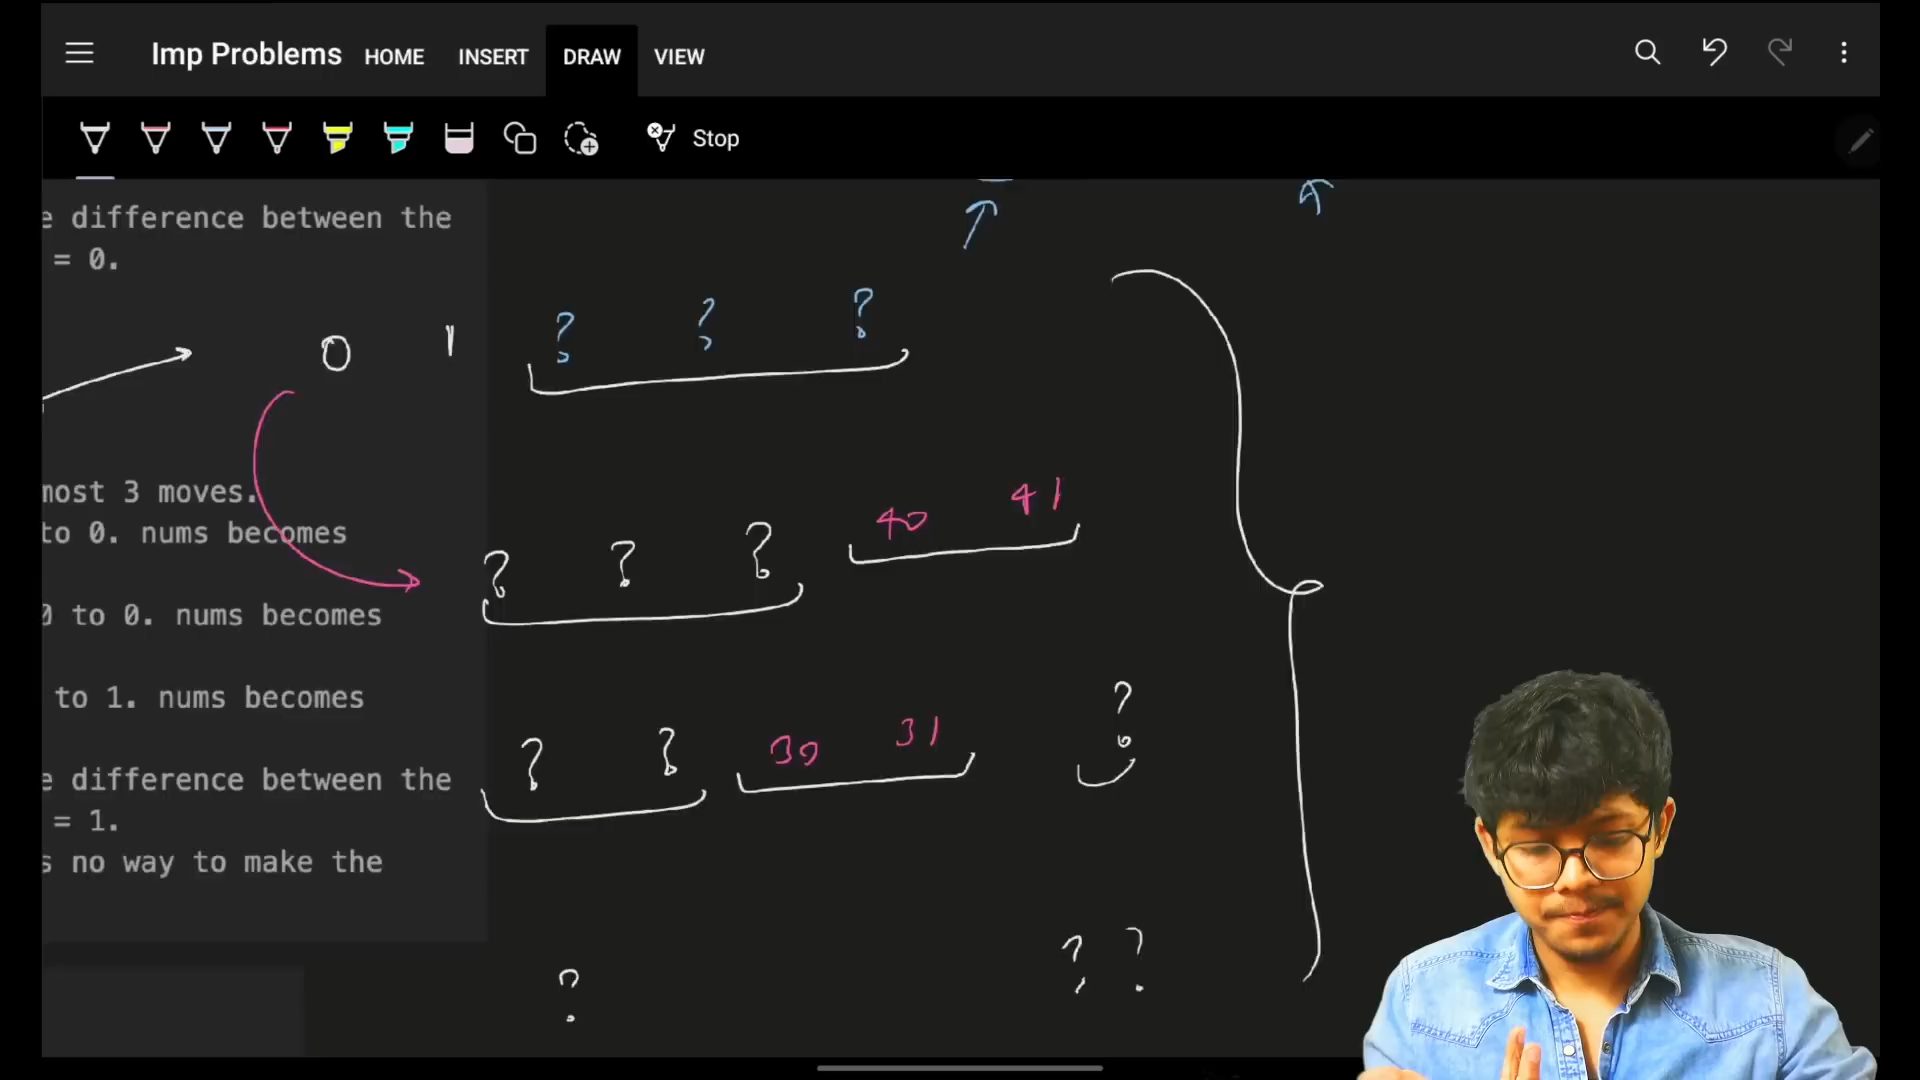 Imp Problems HOME INSERT DRAW VIEW
Stop
e difference between the
= 0.
0 1 ? ? ?
most 3 moves.
to 0. nums becomes
? ? ? 40 41
0 to 0. nums becomes
to 1. nums becomes
? ? 30 31 ?
e difference between the
= 1.
s no way to make the
? ? ?